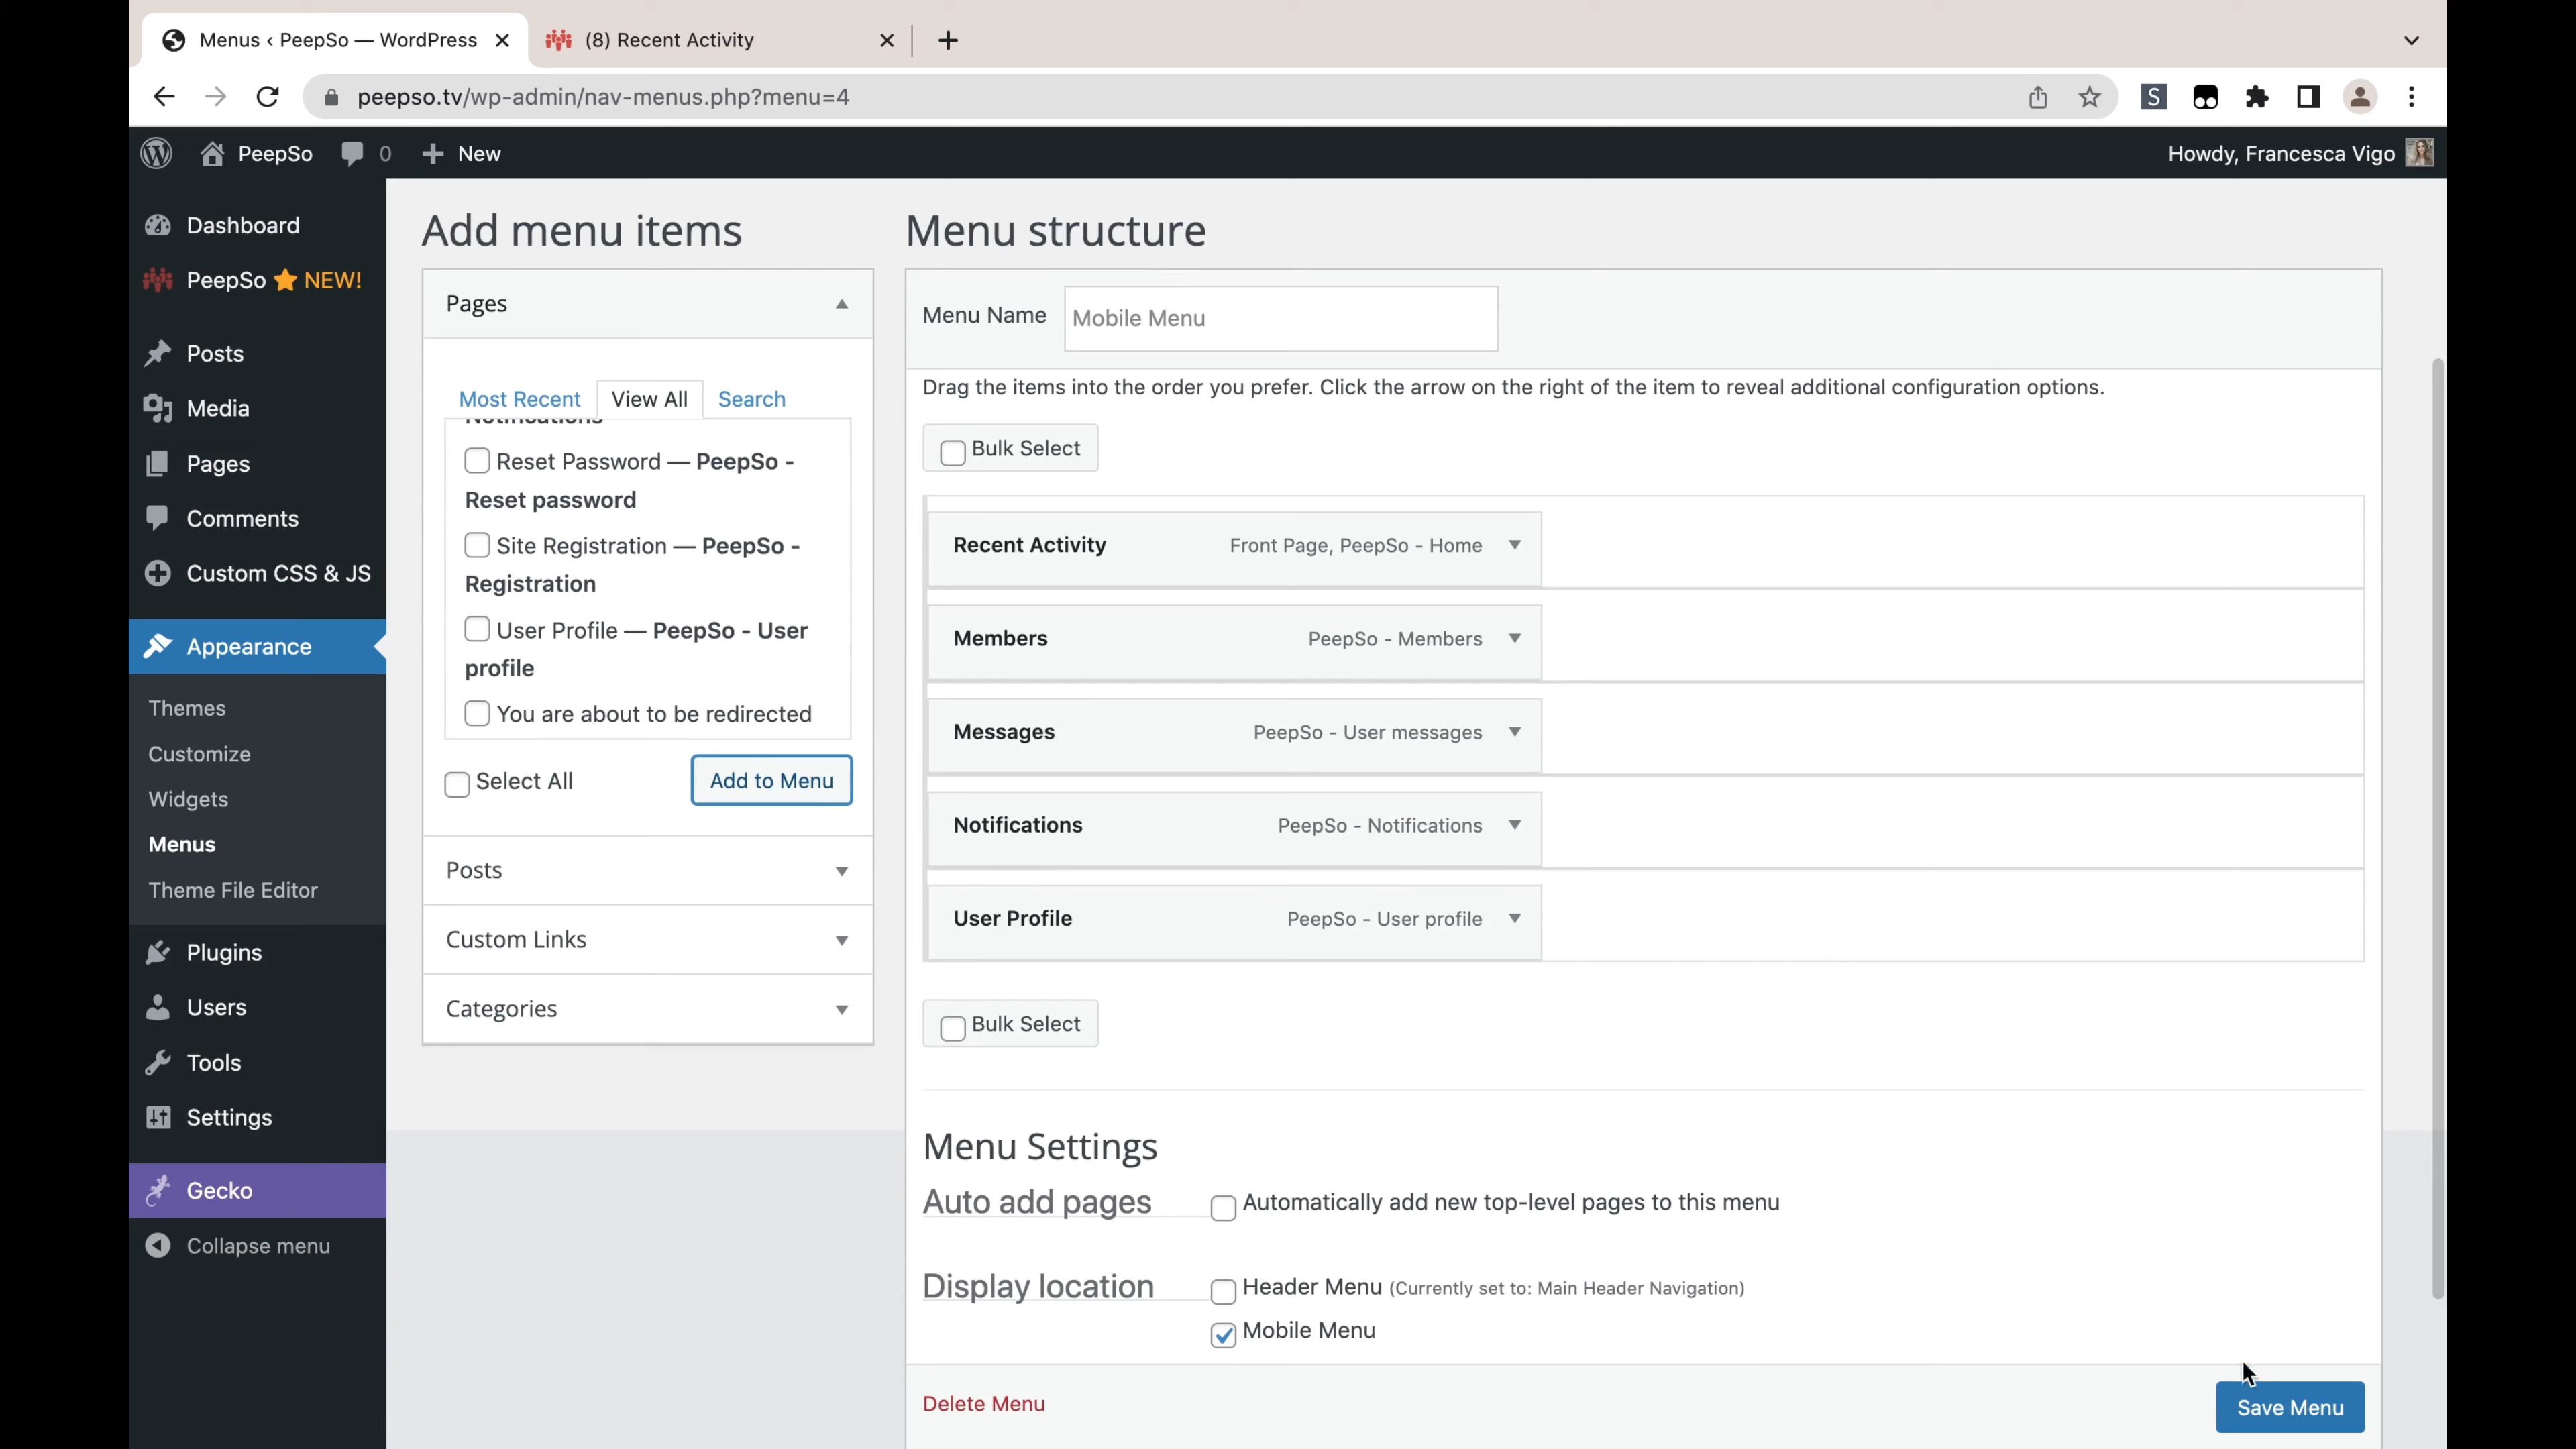 Menus ‹ PeepSo — WordPress
(8) Recent Activity
peepso.tv/wp-admin/nav-menus.php?menu=4
PeepSo
0
New
Howdy, Francesca Vigo
Dashboard
PeepSo ⭐ NEW!
Posts
Media
Pages
Comments
Custom CSS & JS
Appearance
Themes
Customize
Widgets
Menus
Theme File Editor
Plugins
Users
Tools
Settings
Gecko
Collapse menu
Add menu items
Pages
Most Recent
View All
Search
Notifications
Reset Password — PeepSo -
Reset password
Site Registration — PeepSo -
Registration
User Profile — PeepSo - User
profile
You are about to be redirected
Select All
Add to Menu
Posts
Custom Links
Categories
Menu structure
Menu Name
Mobile Menu
Drag the items into the order you prefer. Click the arrow on the right of the item to reveal additional configuration options.
Bulk Select
Recent Activity
Front Page, PeepSo - Home
Members
PeepSo - Members
Messages
PeepSo - User messages
Notifications
PeepSo - Notifications
User Profile
PeepSo - User profile
Bulk Select
Menu Settings
Auto add pages
Automatically add new top-level pages to this menu
Display location
Header Menu (Currently set to: Main Header Navigation)
Mobile Menu
Delete Menu
Save Menu